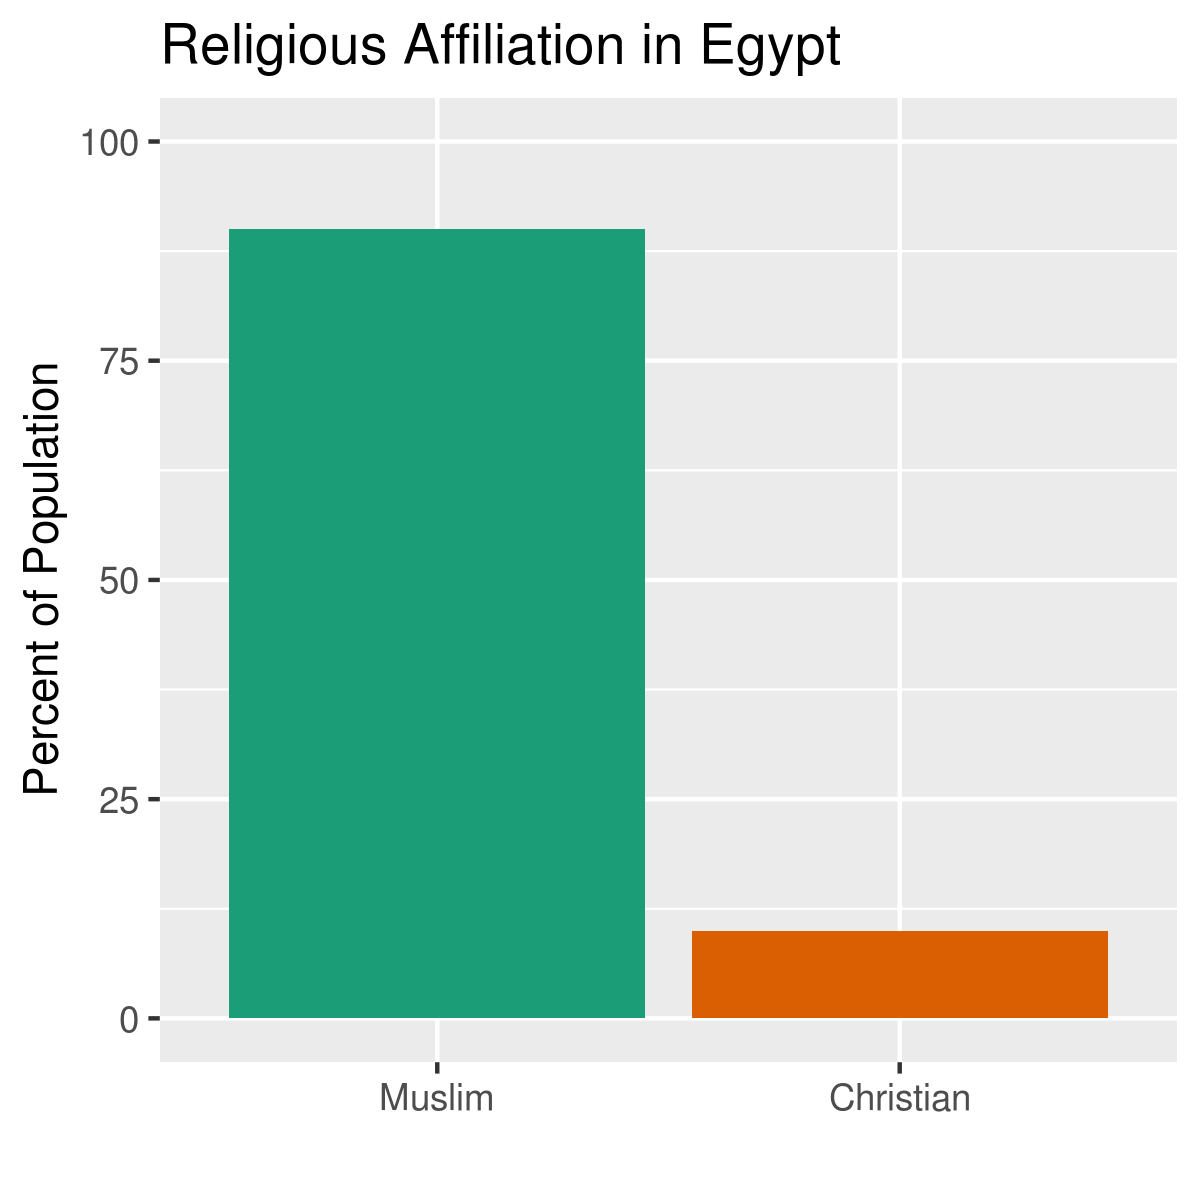 Religious Affiliation in Egypt
Percent of Population
100
75
50
25
0
Muslim
Christian